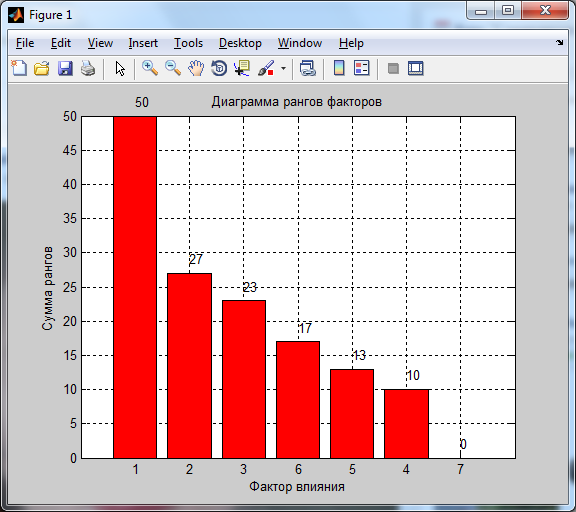 Figure 1
File Edit View Insert Tools Desktop Window Help
50 Диаграмма рангов факторов
50
45
40
35
30
25
20
15
10
5
0
Сумма рангов
27
23
17
13
10
0
1 2 3 6 5 4 7
Фактор влияния